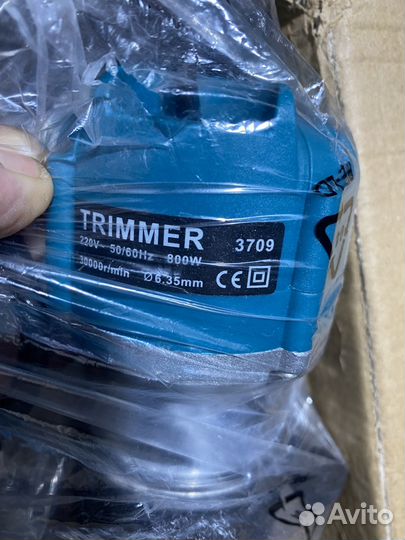 TRIMMER 3709
220V~ 50/60Hz 800W
30000r/min Ø6.35mm CE
Avito